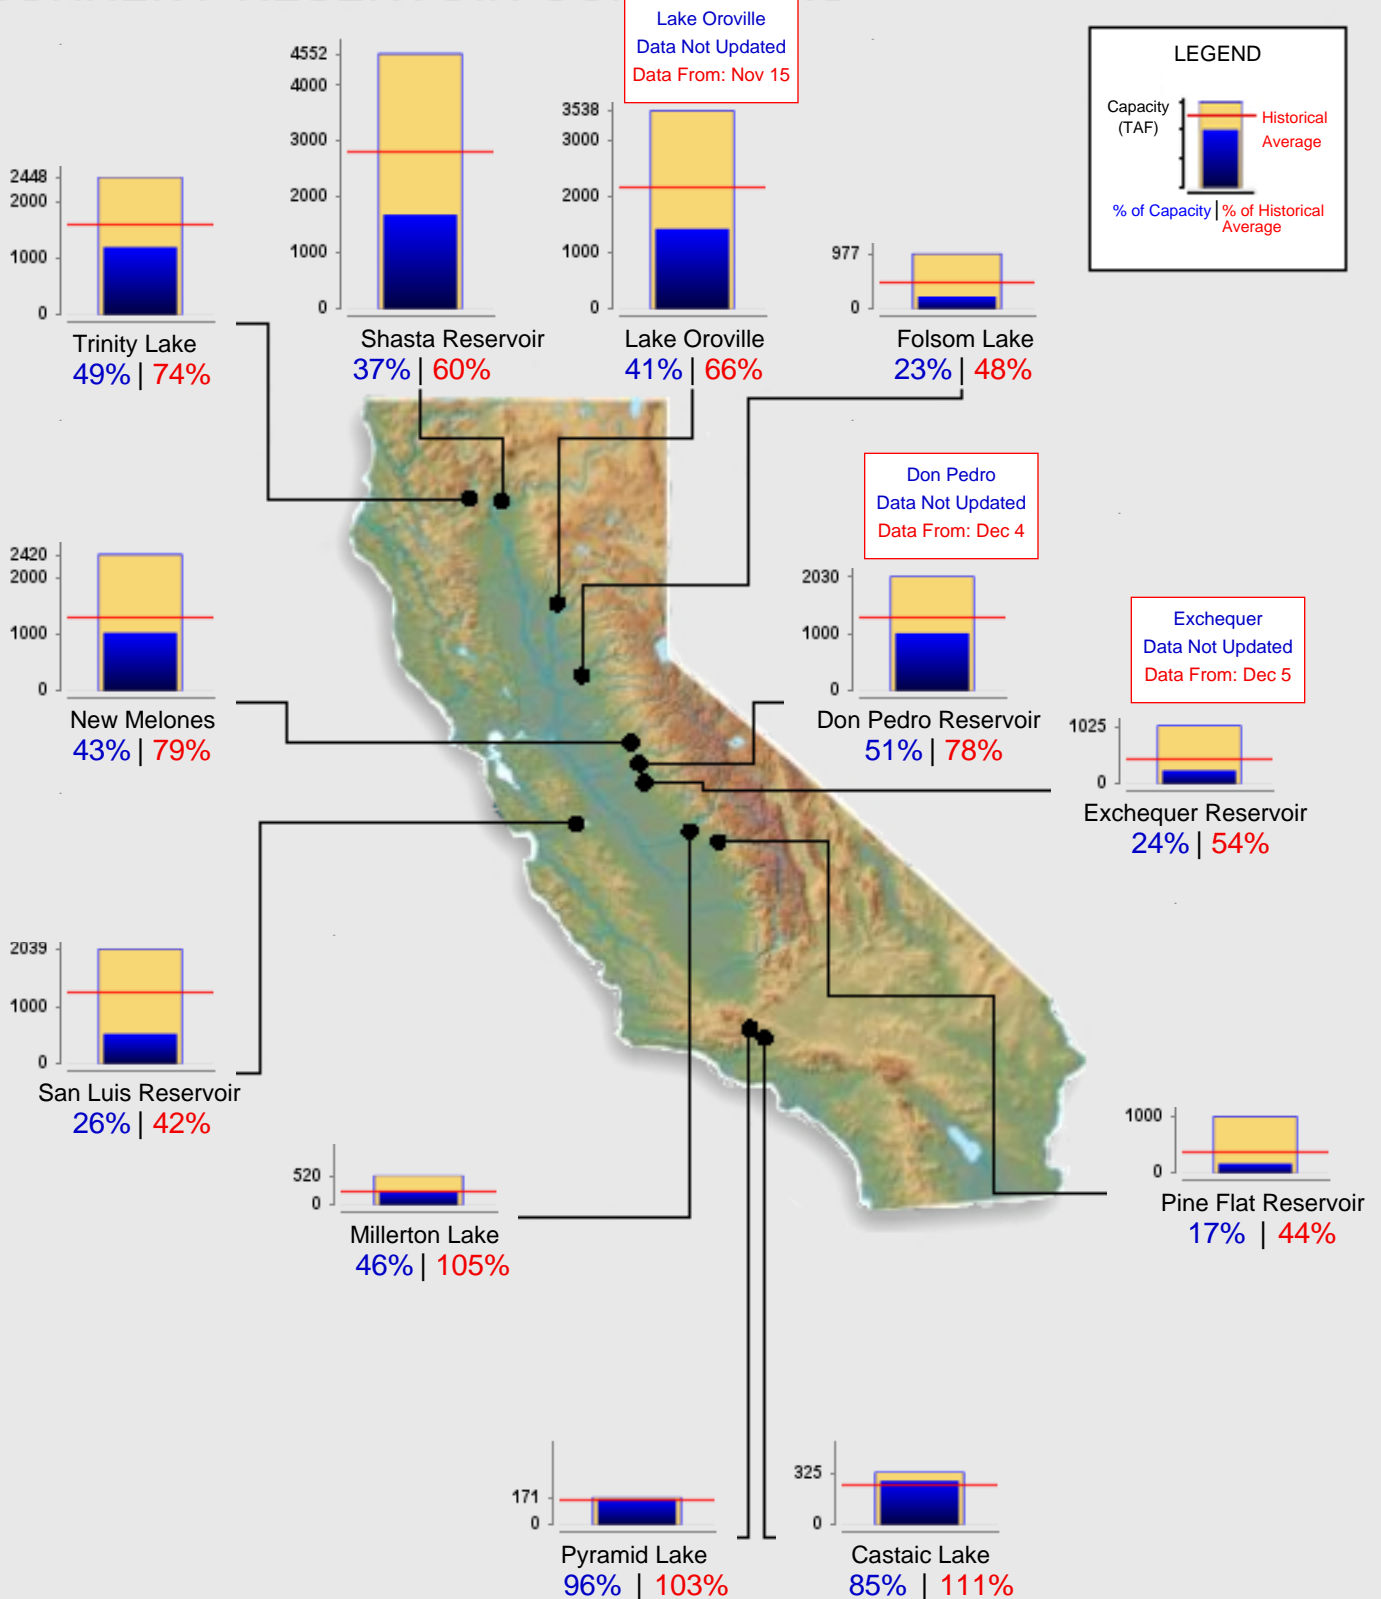 Lake Oroville
Data Not Updated
Data From: Nov 15
LEGEND
Capacity
(TAF)
Historical
Average
% of Capacity | % of Historical
Average
4552
4000
3000
2000
1000
0
Shasta Reservoir
37% | 60%
3538
3000
2000
1000
0
Lake Oroville
41% | 66%
2448
2000
1000
0
Trinity Lake
49% | 74%
977
0
Folsom Lake
23% | 48%
Don Pedro
Data Not Updated
Data From: Dec 4
2420
2000
1000
0
New Melones
43% | 79%
2030
1000
0
Don Pedro Reservoir
51% | 78%
Exchequer
Data Not Updated
Data From: Dec 5
1025
0
Exchequer Reservoir
24% | 54%
2039
1000
0
San Luis Reservoir
26% | 42%
520
0
Millerton Lake
46% | 105%
1000
0
Pine Flat Reservoir
17% | 44%
171
0
Pyramid Lake
96% | 103%
325
0
Castaic Lake
85% | 111%